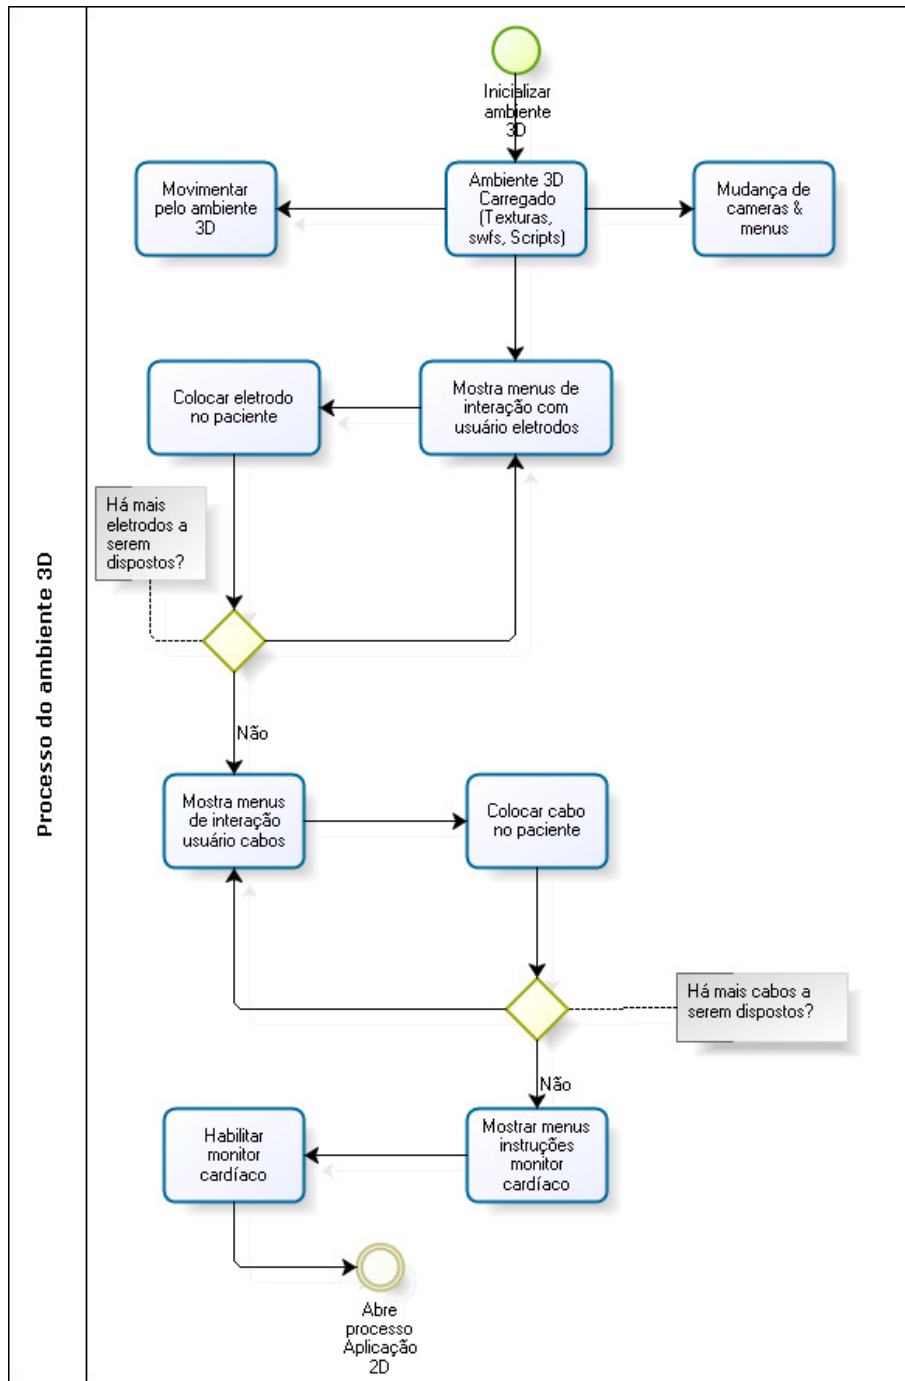 Processo do ambiente 3D
Inicializar
ambiente
3D
Movimentar
pelo ambiente
3D
Ambiente 3D
Carregado
(Texturas,
swfs, Scripts)
Mudança de
cameras &
menus
Colocar eletrodo
no paciente
Mostra menus de
interação com
usuário eletrodos
Há mais
eletrodos a
serem
dispostos?
Não
Mostra menus
de interação
usuário cabos
Colocar cabo
no paciente
Há mais cabos a
serem dispostos?
Não
Habilitar
monitor
cardíaco
Mostrar menus
instruções
monitor
cardíaco
Abre
processo
Aplicação
2D